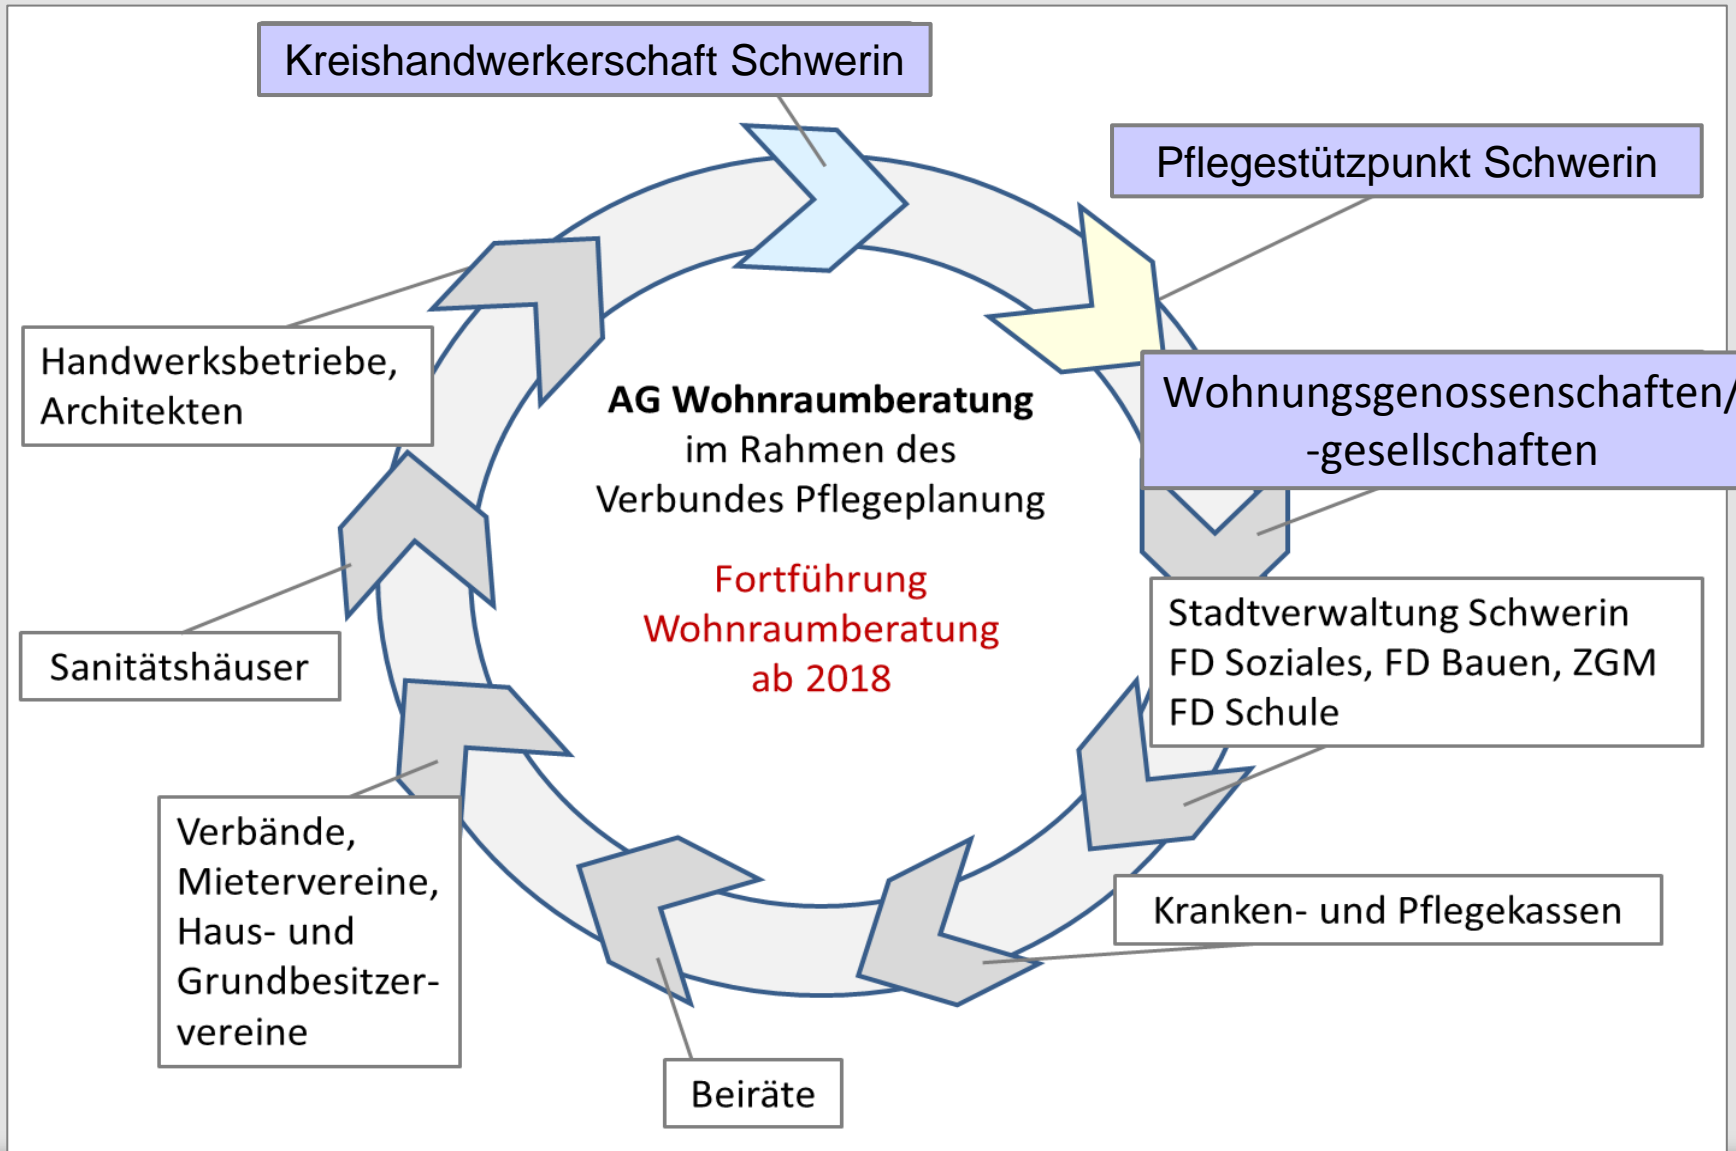 Kreishandwerkerschaft Schwerin
Pflegestützpunkt Schwerin
Wohnungsgenossenschaften/
-gesellschaften
Stadtverwaltung Schwerin
FD Soziales, FD Bauen, ZGM
FD Schule
Kranken- und Pflegekassen
Beiräte
Verbände,
Mietervereine,
Haus- und
Grundbesitzer-
vereine
Sanitätshäuser
Handwerksbetriebe,
Architekten
AG Wohnraumberatung
im Rahmen des
Verbundes Pflegeplanung
Fortführung
Wohnraumberatung
ab 2018